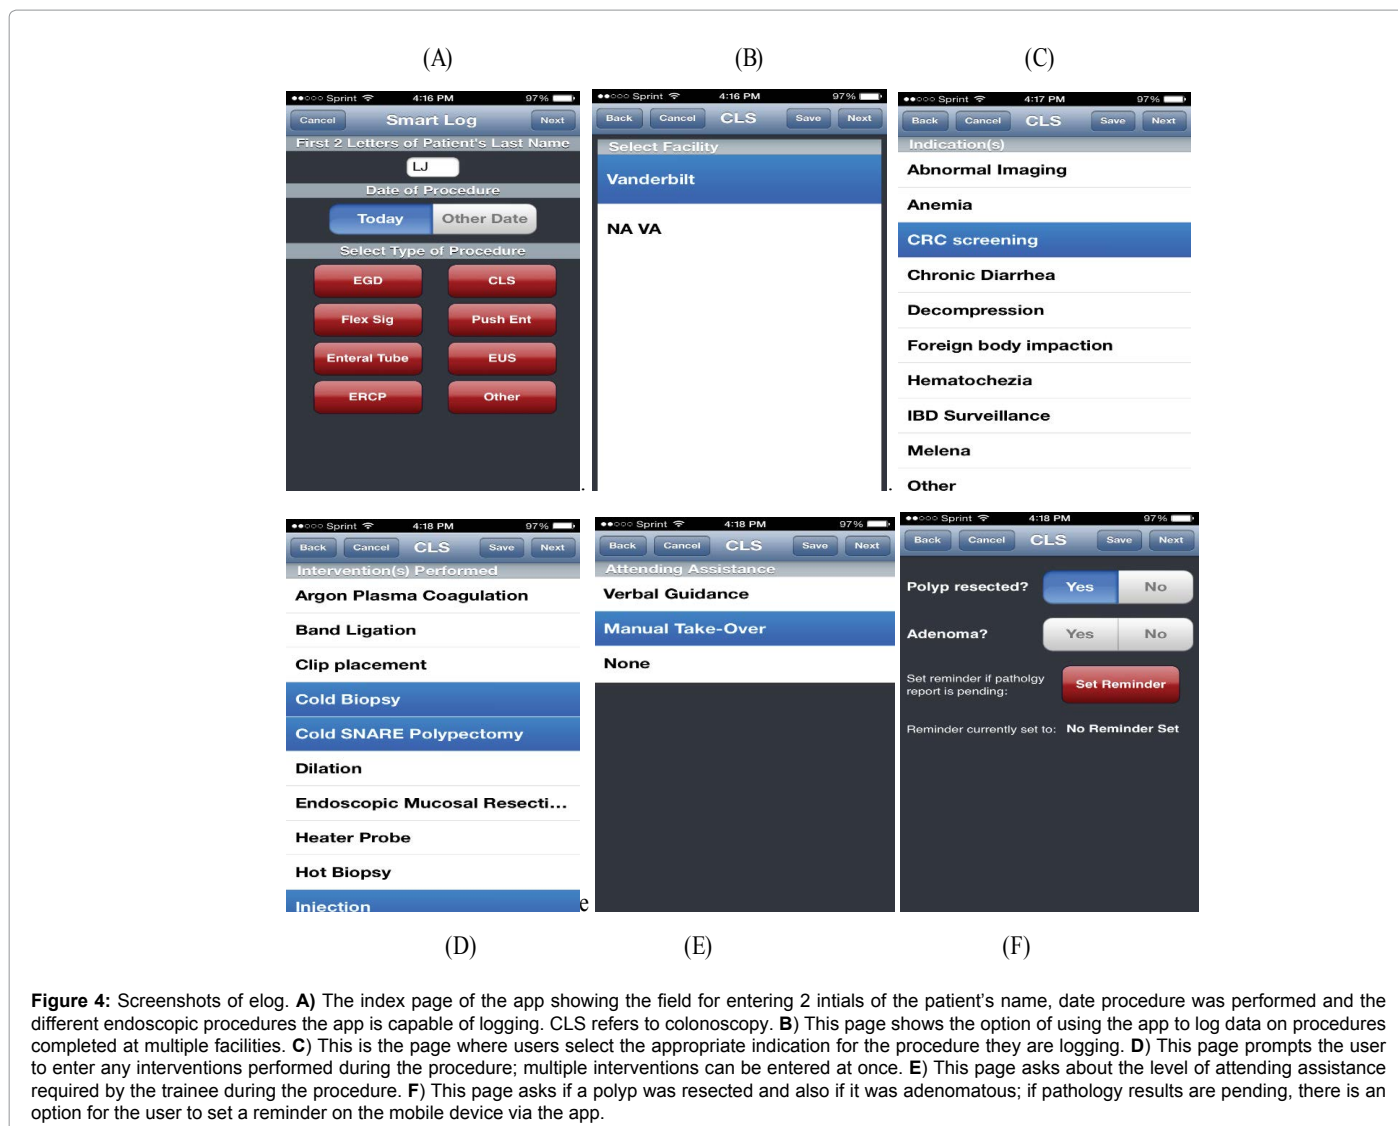 (A)
(B)
(C)
●●○○○ Sprint 4:16 PM 97%
Cancel Smart Log Next
First 2 Letters of Patient's Last Name
LJ
Date of Procedure
Today Other Date
Select Type of Procedure
EGD CLS
Flex Sig Push Ent
Enteral Tube EUS
ERCP Other
.
●●○○○ Sprint 4:16 PM 97%
Back Cancel CLS Save Next
Select Facility
Vanderbilt
NA VA
.
●●○○○ Sprint 4:17 PM 97%
Back Cancel CLS Save Next
Indication(s)
Abnormal Imaging
Anemia
CRC screening
Chronic Diarrhea
Decompression
Foreign body impaction
Hematochezia
IBD Surveillance
Melena
Other
●●○○○ Sprint 4:18 PM 97%
Back Cancel CLS Save Next
Intervention(s) Performed
Argon Plasma Coagulation
Band Ligation
Clip placement
Cold Biopsy
Cold SNARE Polypectomy
Dilation
Endoscopic Mucosal Resecti...
Heater Probe
Hot Biopsy
Injection
e
●●○○○ Sprint 4:18 PM 97%
Back Cancel CLS Save Next
Attending Assistance
Verbal Guidance
Manual Take-Over
None
●●○○○ Sprint 4:18 PM 97%
Back Cancel CLS Save Next
Polyp resected? Yes No
Adenoma? Yes No
Set reminder if patholgy
report is pending:
Set Reminder
Reminder currently set to: No Reminder Set
(D)
(E)
(F)
Figure 4: Screenshots of elog. A) The index page of the app showing the field for entering 2 intials of the patient's name, date procedure was performed and the
different endoscopic procedures the app is capable of logging. CLS refers to colonoscopy. B) This page shows the option of using the app to log data on procedures
completed at multiple facilities. C) This is the page where users select the appropriate indication for the procedure they are logging. D) This page prompts the user
to enter any interventions performed during the procedure; multiple interventions can be entered at once. E) This page asks about the level of attending assistance
required by the trainee during the procedure. F) This page asks if a polyp was resected and also if it was adenomatous; if pathology results are pending, there is an
option for the user to set a reminder on the mobile device via the app.